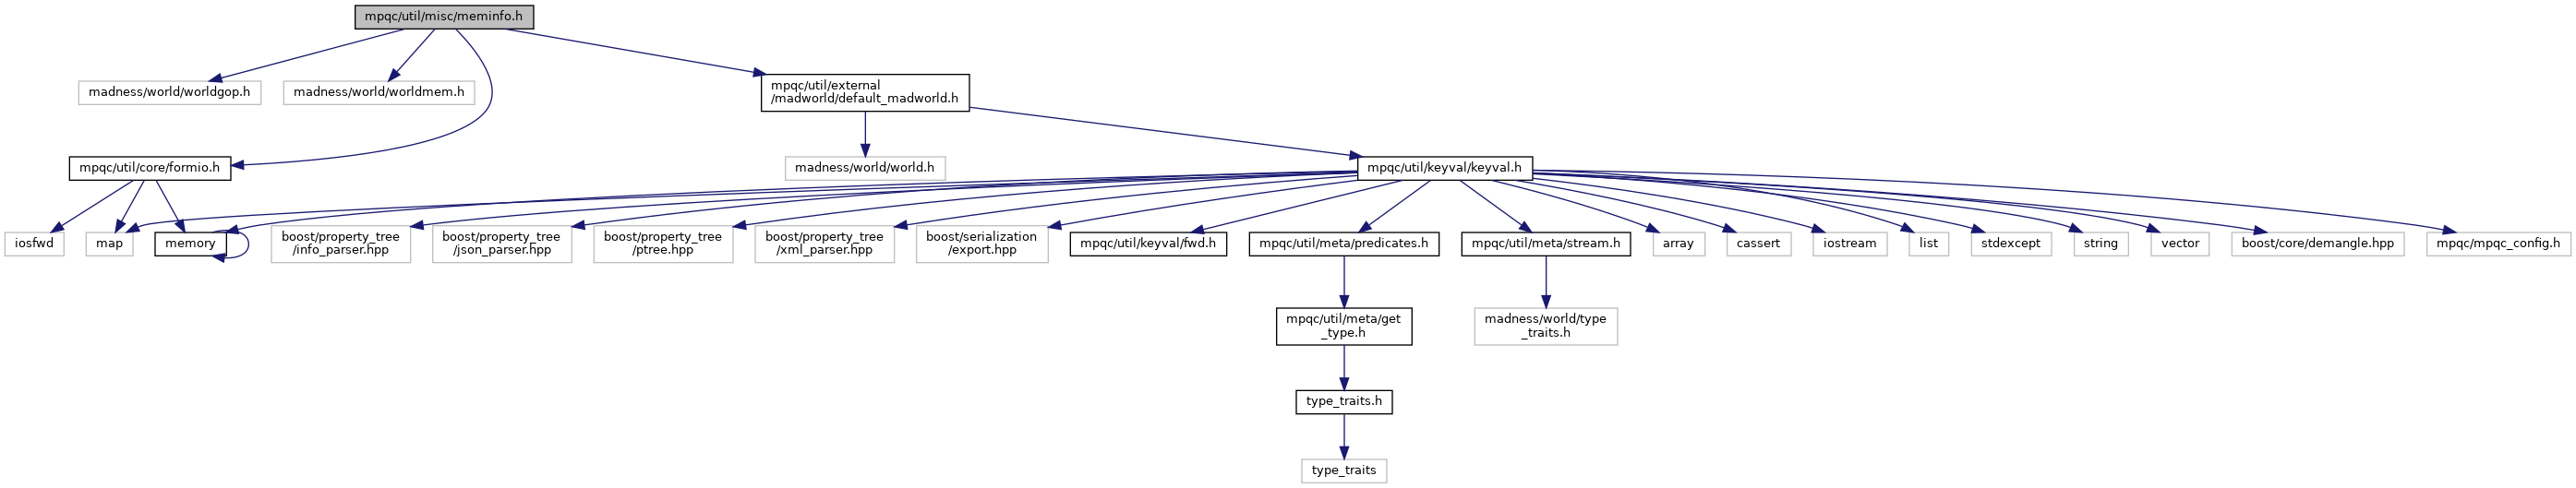 mpqc/util/misc/meminfo.h
madness/world/worldgop.h
madness/world/worldmem.h
mpqc/util/external
/madworld/default_madworld.h
mpqc/util/core/formio.h
madness/world/world.h
mpqc/util/keyval/keyval.h
iosfwd
map
memory
boost/property_tree
/info_parser.hpp
boost/property_tree
/json_parser.hpp
boost/property_tree
/ptree.hpp
boost/property_tree
/xml_parser.hpp
boost/serialization
/export.hpp
mpqc/util/keyval/fwd.h
mpqc/util/meta/predicates.h
mpqc/util/meta/stream.h
array
cassert
iostream
list
stdexcept
string
vector
boost/core/demangle.hpp
mpqc/mpqc_config.h
mpqc/util/meta/get
_type.h
madness/world/type
_traits.h
type_traits.h
type_traits